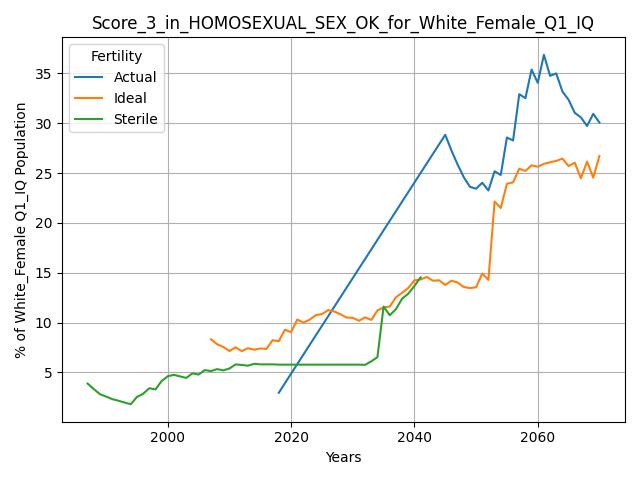 Score_3_in_HOMOSEXUAL_SEX_OK_for_White_Female_Q1_IQ
Fertility
Actual
Ideal
Sterile
% of White_Female Q1_IQ Population
35
30
25
20
15
10
5
2000 2020 2040 2060
Years